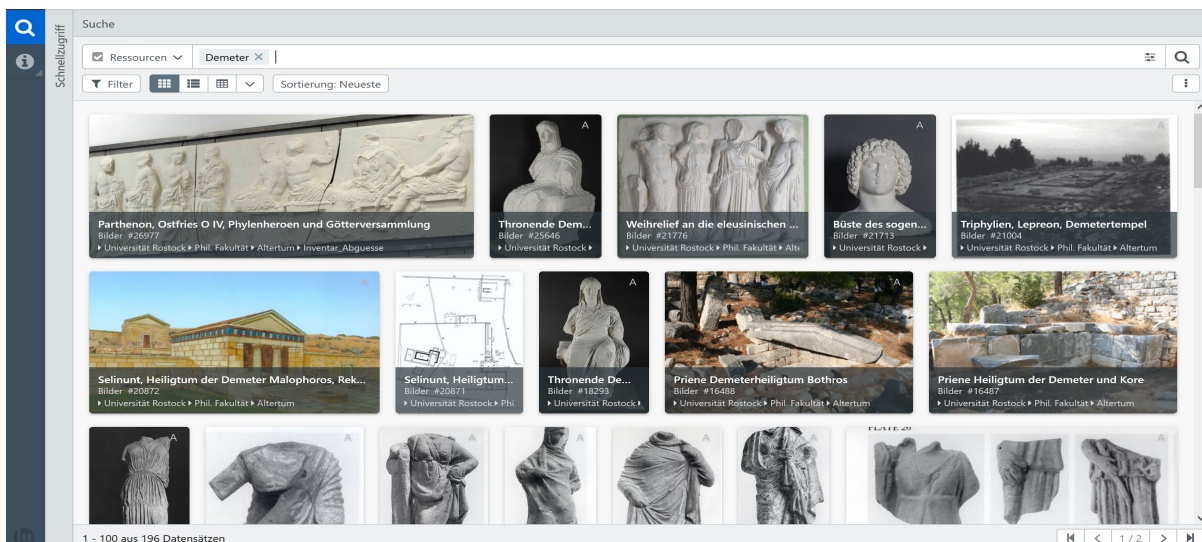 Suche
Schnellzugriff
Ressourcen Demeter
Filter Sortierung: Neueste
A
Parthenon, Ostfries O IV, Phylenheroen und Götterversammlung
Bilder #26977
Universität Rostock Phil. Fakultät Altertum Inventar_Abguesse
A
Thronende Dem...
Bilder #25646
Universität Rostock
Weihrelief an die eleusinischen ...
Bilder #21776
Universität Rostock Phil. Fakultät Alte
A
Büste des sogen...
Bilder #21713
Universität Rostock
A
Triphylien, Lepreon, Demetertempel
Bilder #21004
Universität Rostock Phil. Fakultät Altertum
A
Selinunt, Heiligtum der Demeter Malophoros, Rek...
Bilder #20872
Universität Rostock Phil. Fakultät Altertum
Selinunt, Heiligtum...
Bilder #20871
Universität Rostock Phi
A
Thronende De...
Bilder #18293
Universität Rostock
A
Priene Demeterheiligtum Bothros
Bilder #16488
Universität Rostock Phil. Fakultät Altertum
Priene Heiligtum der Demeter und Kore
Bilder #16487
Universität Rostock Phil. Fakultät Altertum
A A A A A A A
PLATE 26
1 - 100 aus 196 Datensätzen
1 / 2